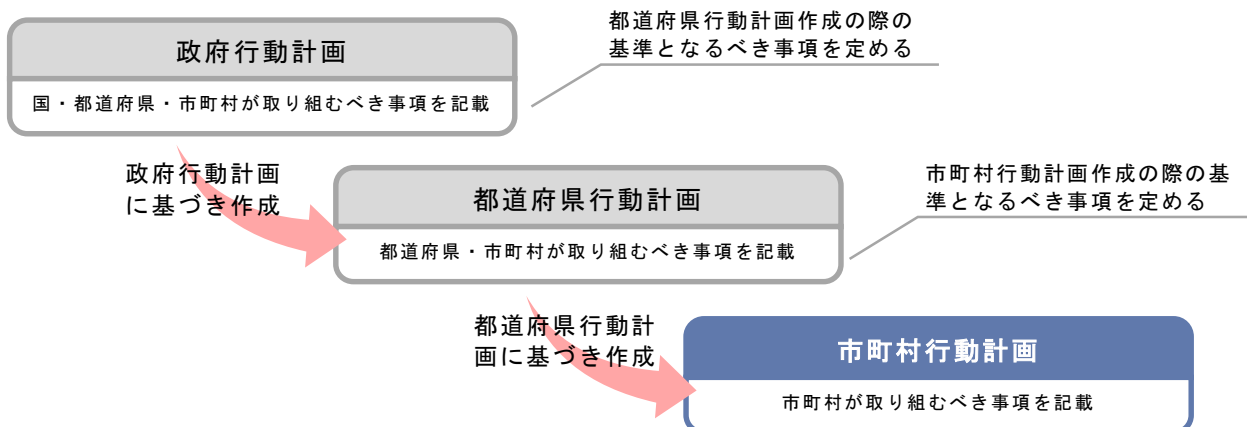 政府行動計画
国・都道府県・市町村が取り組むべき事項を記載
都道府県行動計画作成の際の
基準となるべき事項を定める
政府行動計画
に基づき作成
都道府県行動計画
都道府県・市町村が取り組むべき事項を記載
市町村行動計画作成の際の基
準となるべき事項を定める
都道府県行動計
画に基づき作成
市町村行動計画
市町村が取り組むべき事項を記載